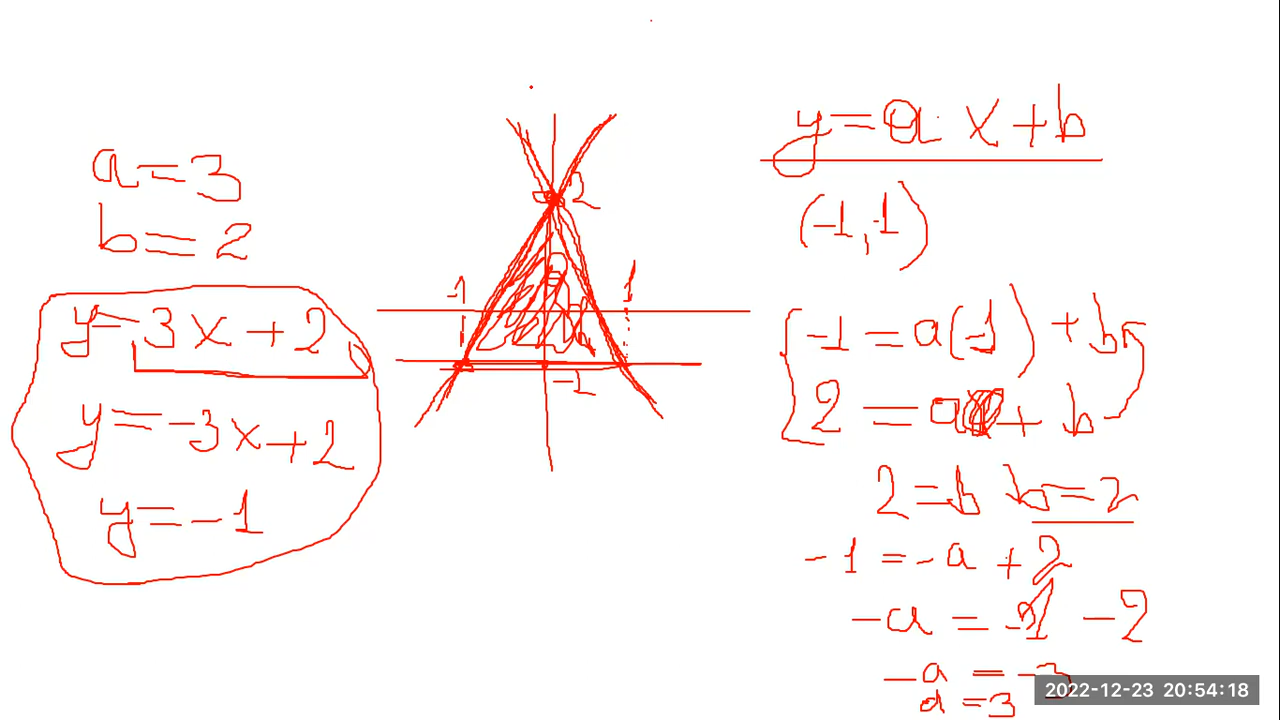 a=3
b=2
y=3x+2
y=-3x+2
y=-1
2
-1
1
-1
y=ax+b
(-1,-1)
-1=a(-1)+b
2=a+b
2=b b=2
-1=-a+2
-a=-1-2
-a=-3
a=3
2022-12-23 20:54:18